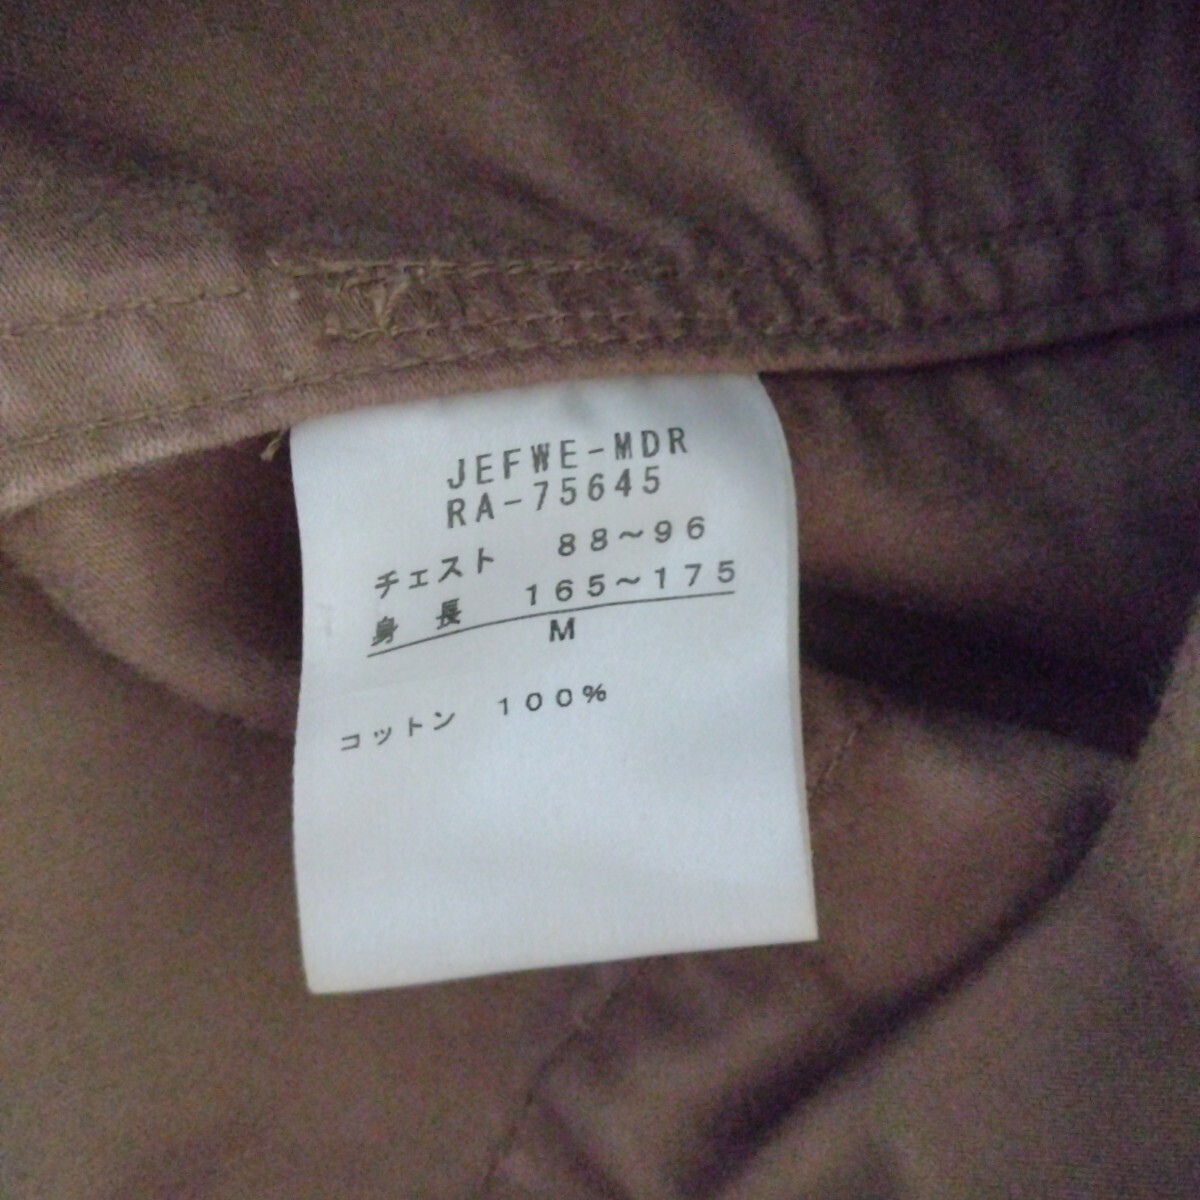 JEFWE-MDR
RA-75645
チェスト 88～96
身長 165～175
M
コットン 100%